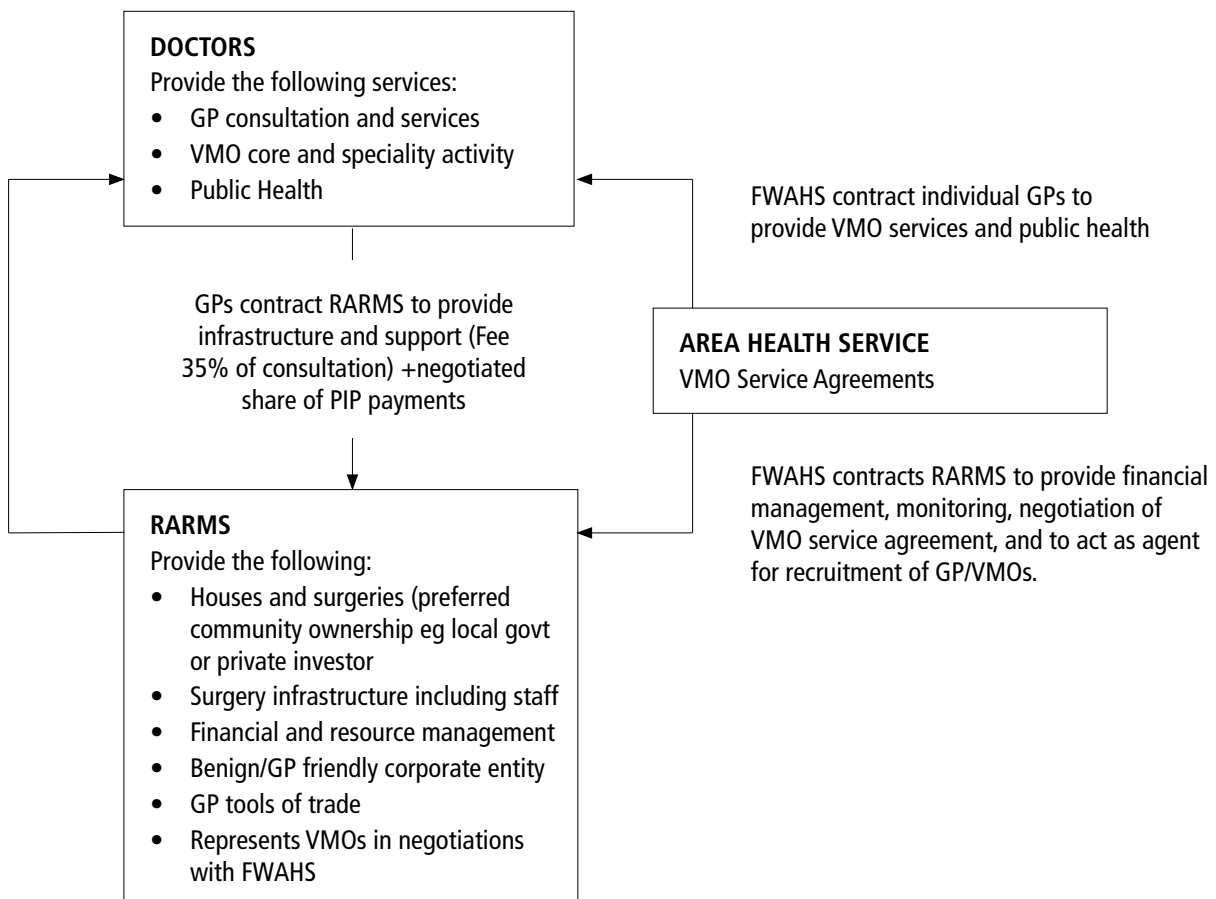 DOCTORS
Provide the following services:
• GP consultation and services
• VMO core and speciality activity
• Public Health
FWAHS contract individual GPs to
provide VMO services and public health
GPs contract RARMS to provide
infrastructure and support (Fee
35% of consultation) +negotiated
share of PIP payments
AREA HEALTH SERVICE
VMO Service Agreements
FWAHS contracts RARMS to provide financial
management, monitoring, negotiation of
VMO service agreement, and to act as agent
for recruitment of GP/VMOs.
RARMS
Provide the following:
• Houses and surgeries (preferred
community ownership eg local govt
or private investor
• Surgery infrastructure including staff
• Financial and resource management
• Benign/GP friendly corporate entity
• GP tools of trade
• Represents VMOs in negotiations
with FWAHS